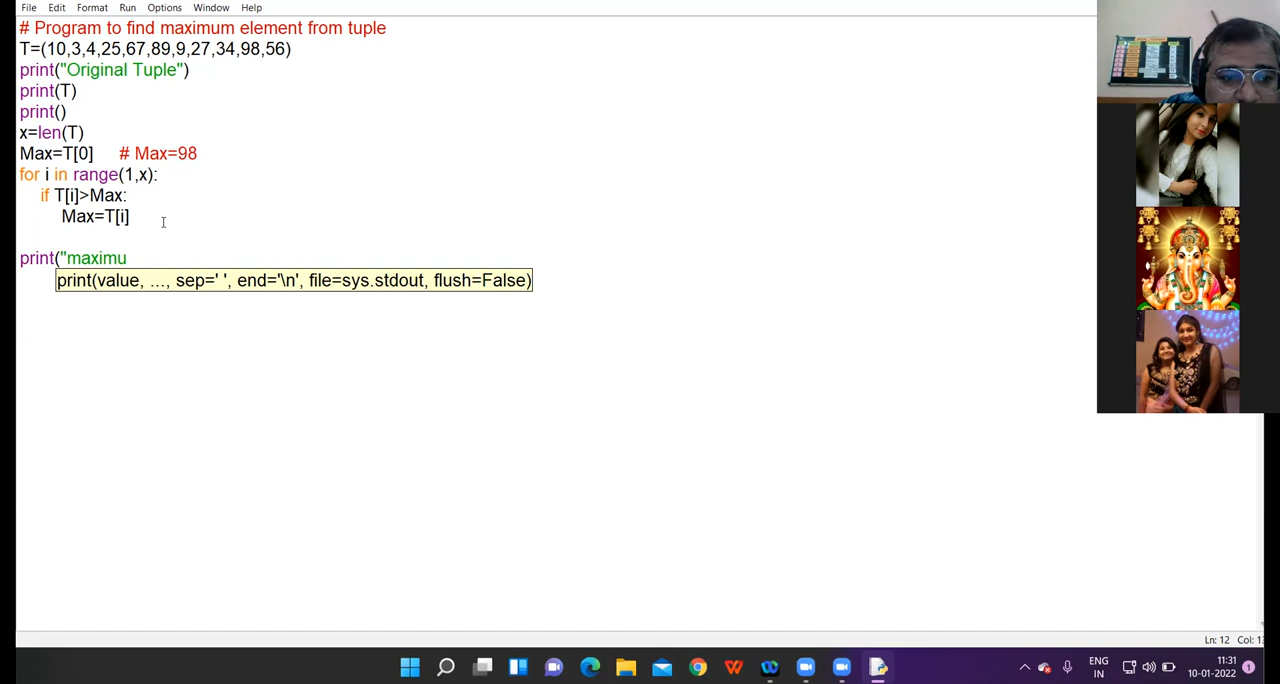 File Edit Format Run Options Window Help
# Program to find maximum element from tuple
T=(10,3,4,25,67,89,9,27,34,98,56)
print("Original Tuple")
print(T)
print()
x=len(T)
Max=T[0] # Max=98
for i in range(1,x):
if T[i]>Max:
Max=T[i]
print("maximu
print(value, ..., sep=' ', end='\n', file=sys.stdout, flush=False)
Ln: 12 Col:
ENG
IN
11:31
10-01-2022
1